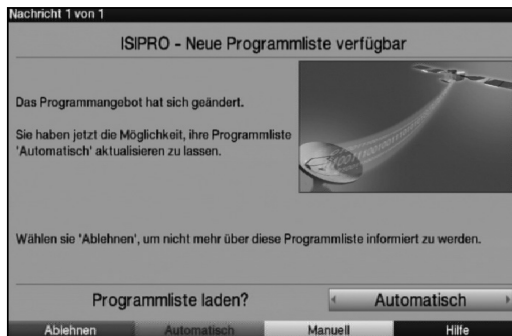 Nachricht 1 von 1
ISIPRO - Neue Programmliste verfügbar
Das Programmangebot hat sich geändert.
Sie haben jetzt die Möglichkeit, ihre Programmliste
'Automatisch' aktualisieren zu lassen.
Wählen sie 'Ablehnen', um nicht mehr über diese Programmliste informiert zu werden.
Programmliste laden?
Automatisch
Ablehnen
Automatisch
Manuell
Hilfe